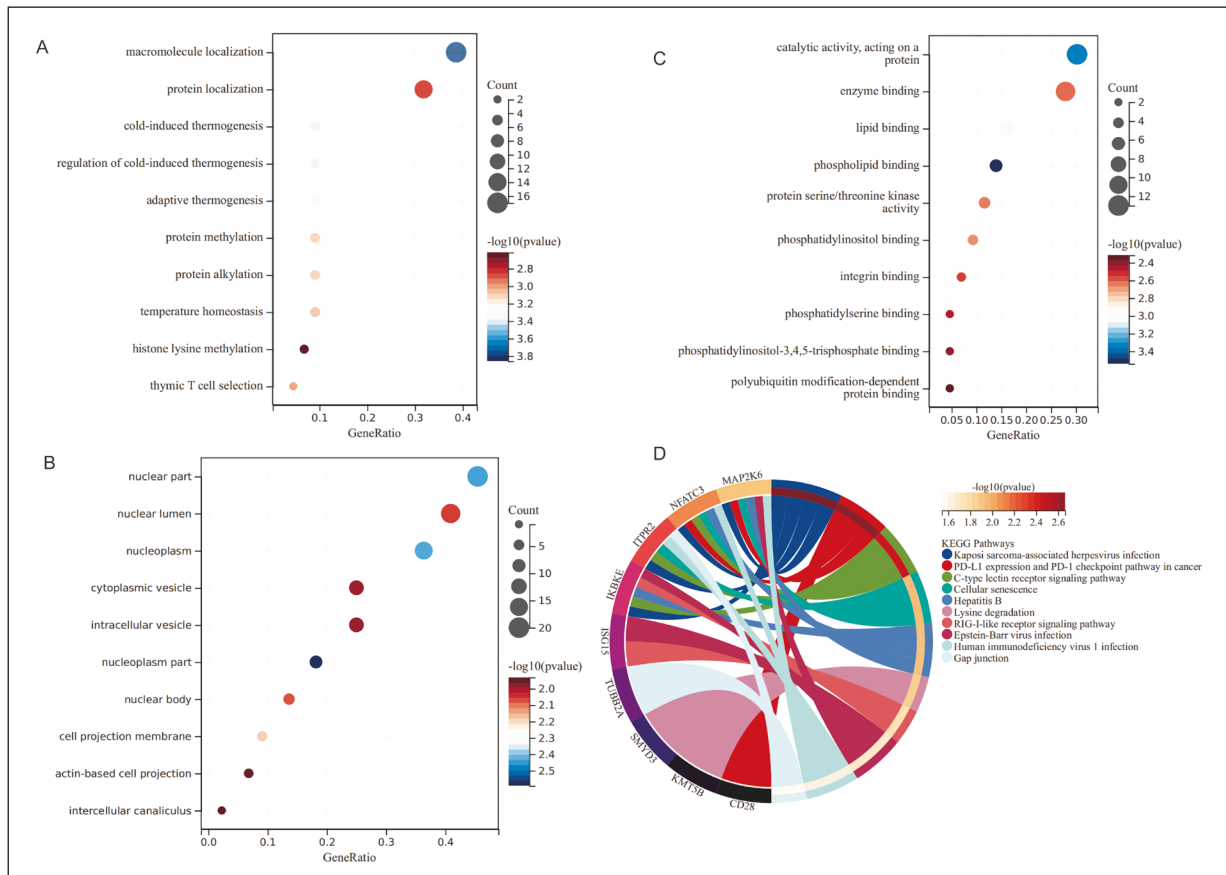 A
macromolecule localization
protein localization
cold-induced thermogenesis
regulation of cold-induced thermogenesis
adaptive thermogenesis
protein methylation
protein alkylation
temperature homeostasis
histone lysine methylation
thymic T cell selection
0.1 0.2 0.3 0.4
GeneRatio
Count
2
4
6
8
10
12
14
16
-log10(pvalue)
2.8
3.0
3.2
3.4
3.6
3.8
B
nuclear part
nuclear lumen
nucleoplasm
cytoplasmic vesicle
intracellular vesicle
nucleoplasm part
nuclear body
cell projection membrane
actin-based cell projection
intercellular canaliculus
0.0 0.1 0.2 0.3 0.4
GeneRatio
Count
1
5
9
12
15
20
-log10(pvalue)
2.0
2.1
2.2
2.3
2.4
2.5
C
catalytic activity, acting on a
protein
enzyme binding
lipid binding
phospholipid binding
protein serine/threonine kinase
activity
phosphatidylinositol binding
integrin binding
phosphatidylserine binding
phosphatidylinositol-3,4,5-trisphosphate binding
polyubiquitin modification-dependent
protein binding
0.05 0.10 0.15 0.20 0.25 0.30
GeneRatio
Count
2
4
6
8
10
12
-log10(pvalue)
2.4
2.6
2.8
3.0
3.2
3.4
D
MAP2K6
NFATC3
ITPR2
IKBKE
ISG15
TUBB2A
SMYD3
KMT5B
CD28
-log10(pvalue)
1.6 1.8 2.0 2.2 2.4 2.6
KEGG Pathways
Kaposi sarcoma-associated herpesvirus infection
PD-L1 expression and PD-1 checkpoint pathway in cancer
C-type lectin receptor signaling pathway
Cellular senescence
Hepatitis B
Lysine degradation
RIG-I-like receptor signaling pathway
Epstein-Barr virus infection
Human immunodeficiency virus 1 infection
Gap junction